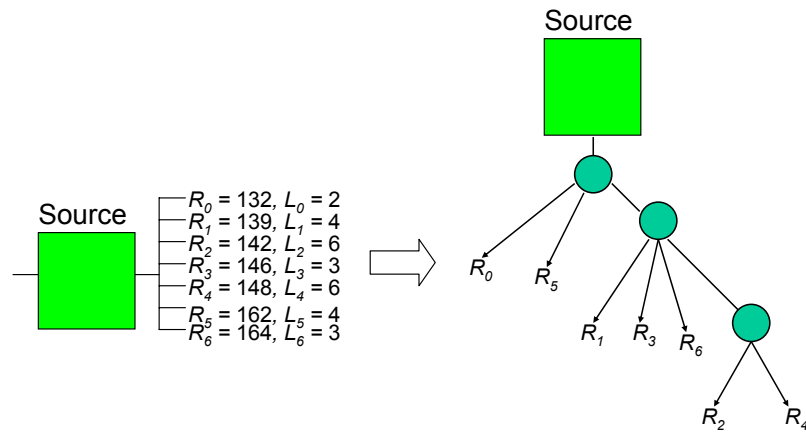 Source
R0 = 132, L0 = 2
R1 = 139, L1 = 4
R2 = 142, L2 = 6
R3 = 146, L3 = 3
R4 = 148, L4 = 6
R5 = 162, L5 = 4
R6 = 164, L6 = 3
Source
R0
R5
R1
R3
R6
R2
R4